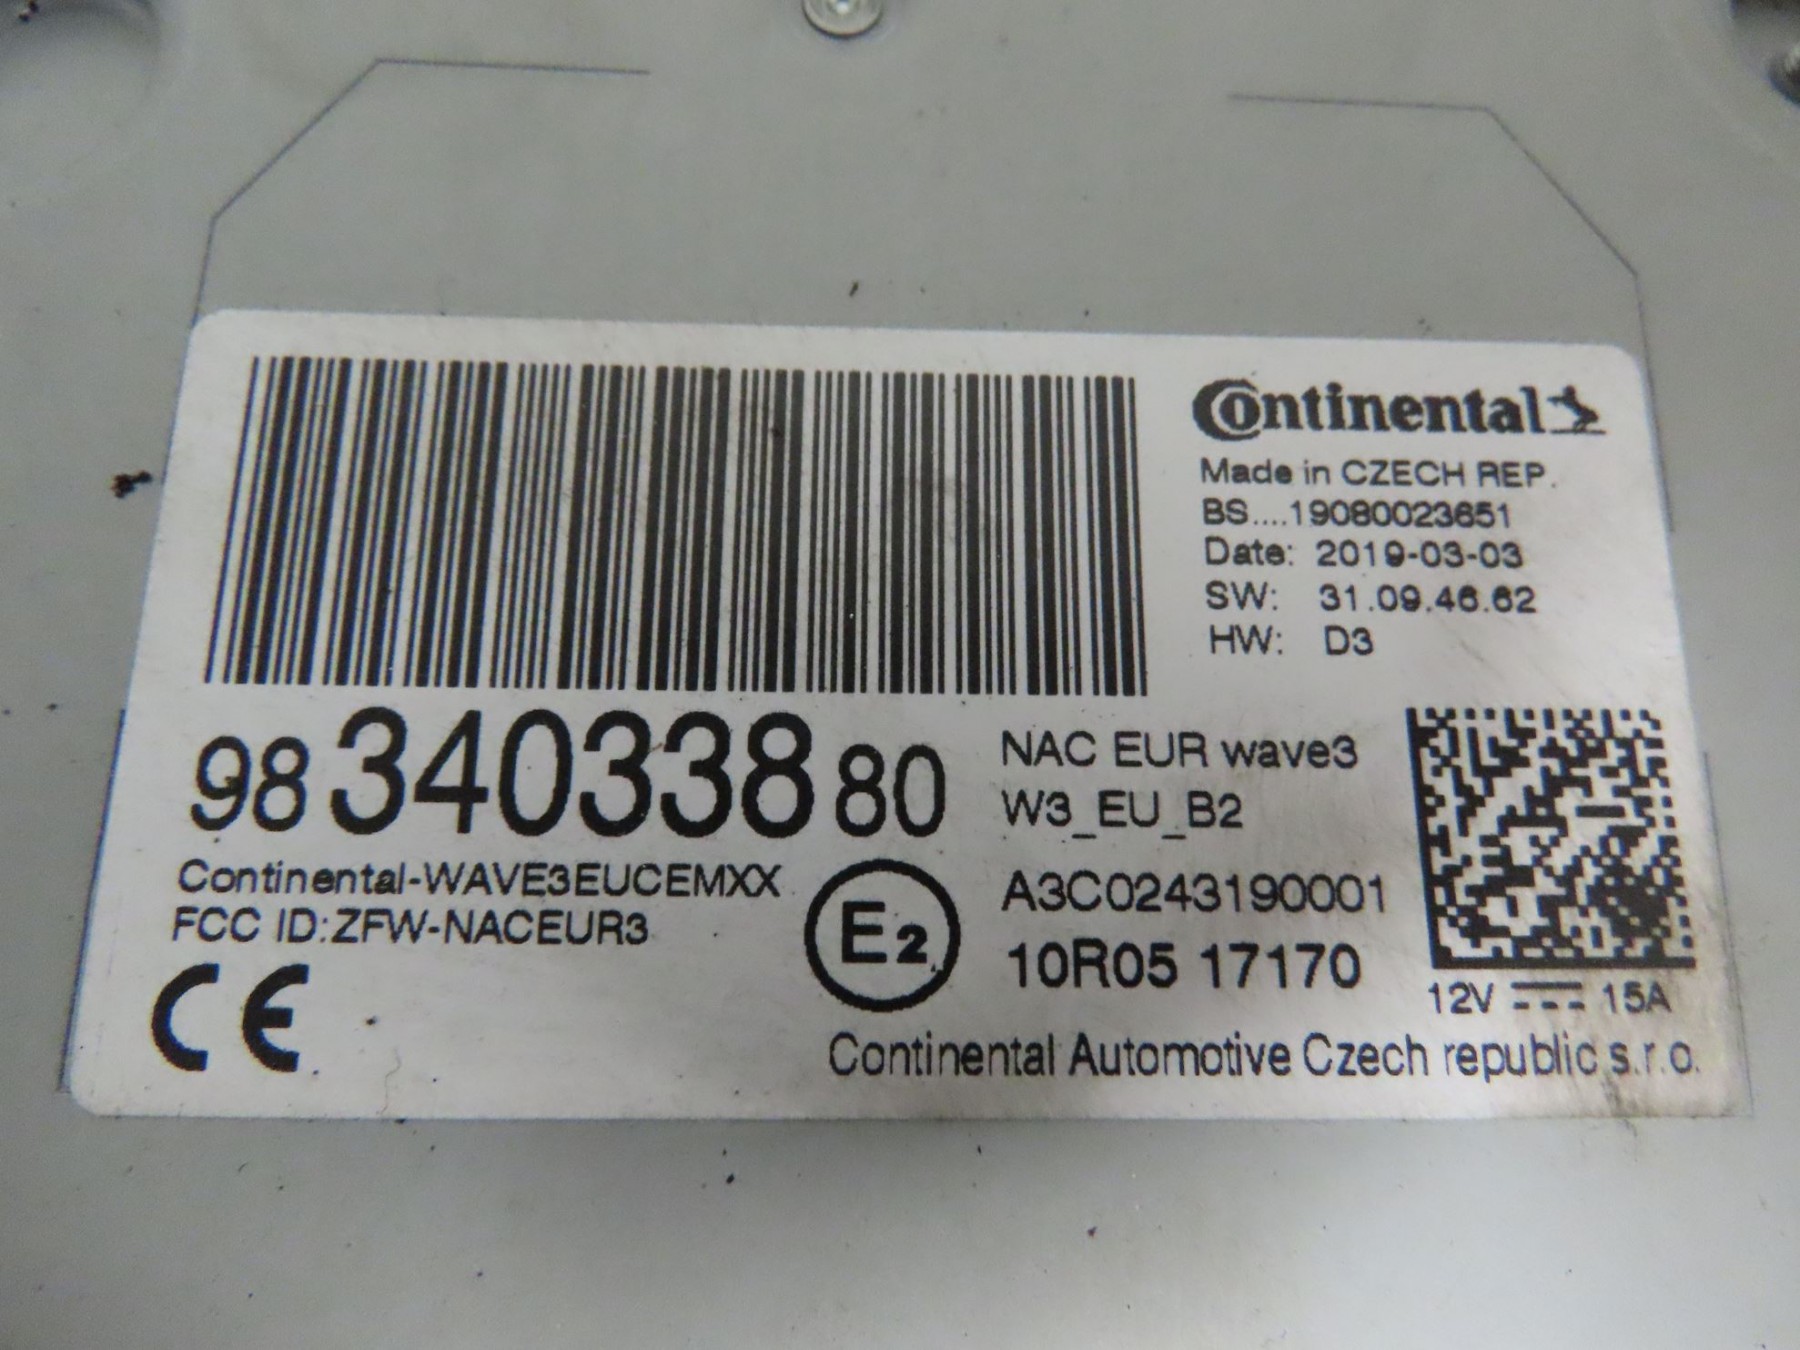 Continental
Made in CZECH REP.
BS....19080023651
Date: 2019-03-03
SW: 31.09.46.62
HW: D3
98 340338 80
NAC EUR wave3
W3_EU_B2
Continental-WAVE3EUCEMXX
FCC ID:ZFW-NACEUR3
E2
A3C0243190001
10R05 17170
12V 15A
CE
Continental Automotive Czech republic s.r.o.